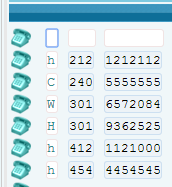 h 212 1212112
C 240 5555555
W 301 6572084
H 301 9362525
h 412 1121000
h 454 4454545